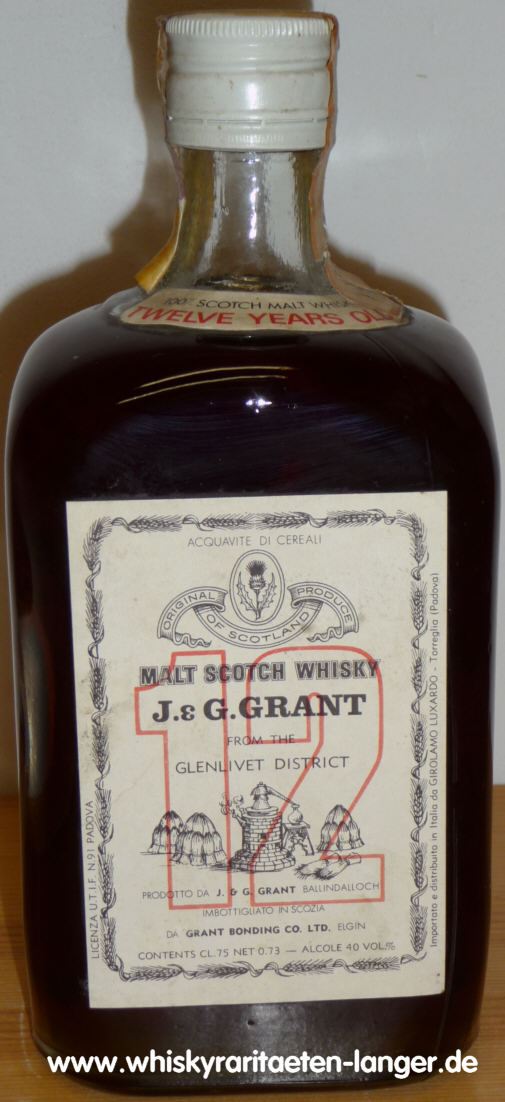 100% SCOTCH MALT WHIS
TWELVE YEARS OLD
ACQUAVITE DI CEREALI
ORIGINAL PRODUCE
OF SCOTLAND
12
MALT SCOTCH WHISKY
J. & G. GRANT
FROM THE
GLENLIVET DISTRICT
PRODOTTO DA J. & G. GRANT BALLINDALLOCH
IMBOTTIGLIATO IN SCOZIA
DA GRANT BONDING CO. LTD. ELGIN
CONTENTS CL.75 NET 0.73 — ALCOLE 40 VOL.%
LICENZA U.T.I.F. N.91 PADOVA
Importato e distribuito in Italia da GIROLAMO LUXARDO - Torreglia (Padova)
www.whiskyraritaeten-langer.de